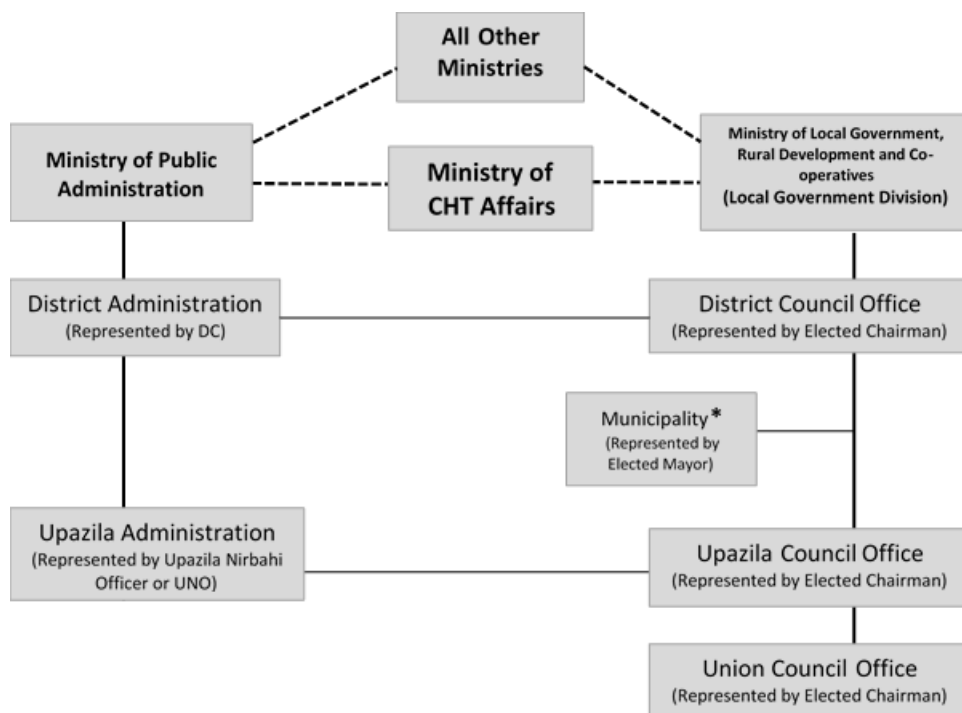 All Other
Ministries
Ministry of Public
Administration
Ministry of
CHT Affairs
Ministry of Local Government,
Rural Development and Co-
operatives
(Local Government Division)
District Administration
(Represented by DC)
District Council Office
(Represented by Elected Chairman)
Municipality*
(Represented by
Elected Mayor)
Upazila Administration
(Represented by Upazila Nirbahi
Officer or UNO)
Upazila Council Office
(Represented by Elected Chairman)
Union Council Office
(Represented by Elected Chairman)